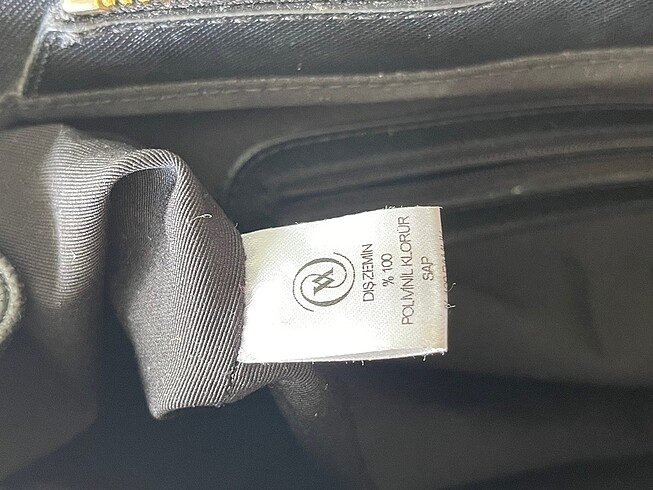 DIŞ ZEMİN
% 100
POLİVİNİL KLORÜR
SAP